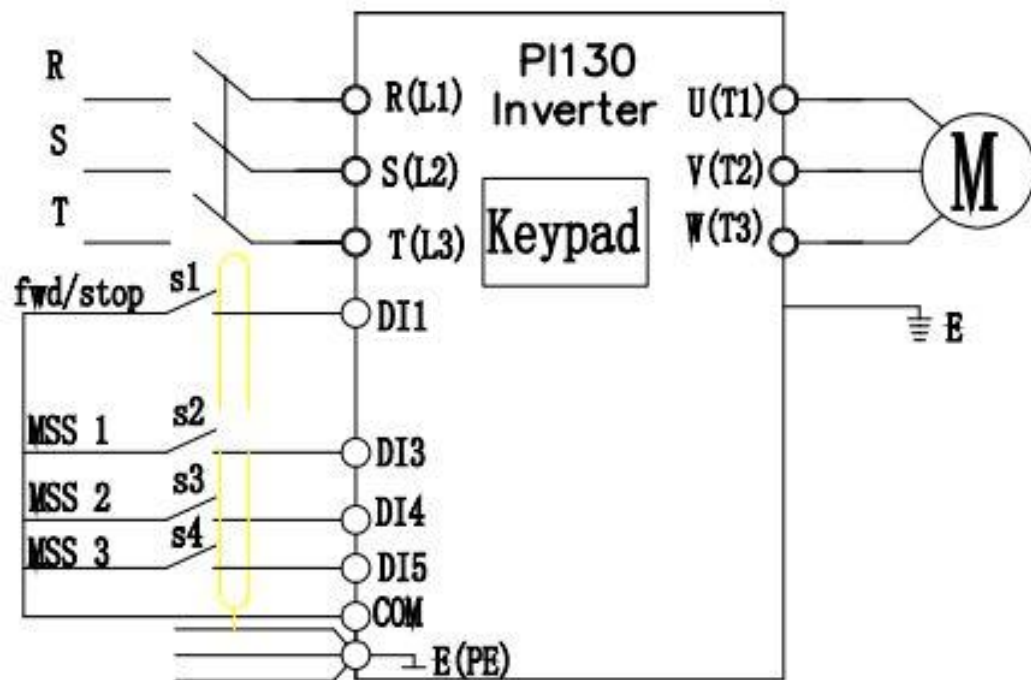 R
S
T
R(L1)
S(L2)
T(L3)
PI130
Inverter
Keypad
U(T1)
V(T2)
W(T3)
M
E
fwd/stop s1
DI1
MSS 1 s2
DI3
MSS 2 s3
DI4
MSS 3 s4
DI5
COM
E(PE)